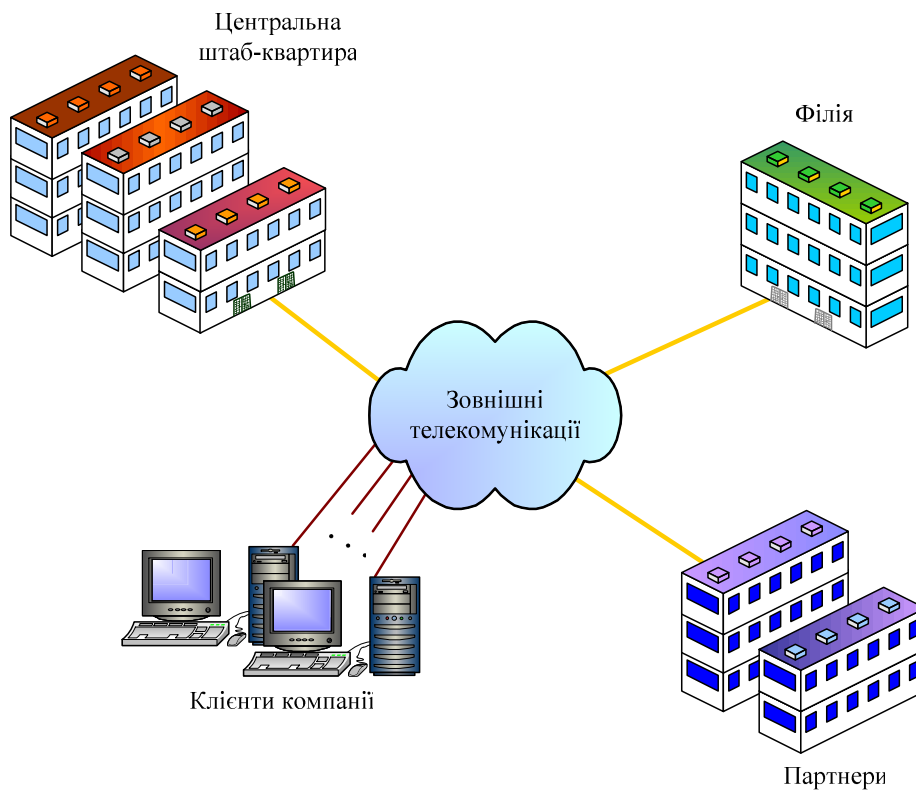 Центральна
штаб-квартира
Філія
Зовнішні
телекомунікації
Клієнти компанії
Партнери